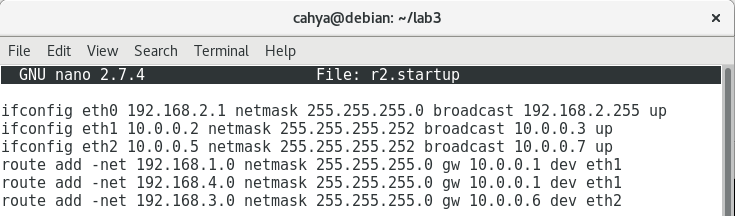 cahya@debian: ~/lab3 ×
File Edit View Search Terminal Help
GNU nano 2.7.4 File: r2.startup
ifconfig eth0 192.168.2.1 netmask 255.255.255.0 broadcast 192.168.2.255 up
ifconfig eth1 10.0.0.2 netmask 255.255.255.252 broadcast 10.0.0.3 up
ifconfig eth2 10.0.0.5 netmask 255.255.255.252 broadcast 10.0.0.7 up
route add -net 192.168.1.0 netmask 255.255.255.0 gw 10.0.0.1 dev eth1
route add -net 192.168.4.0 netmask 255.255.255.0 gw 10.0.0.1 dev eth1
route add -net 192.168.3.0 netmask 255.255.255.0 gw 10.0.0.6 dev eth2